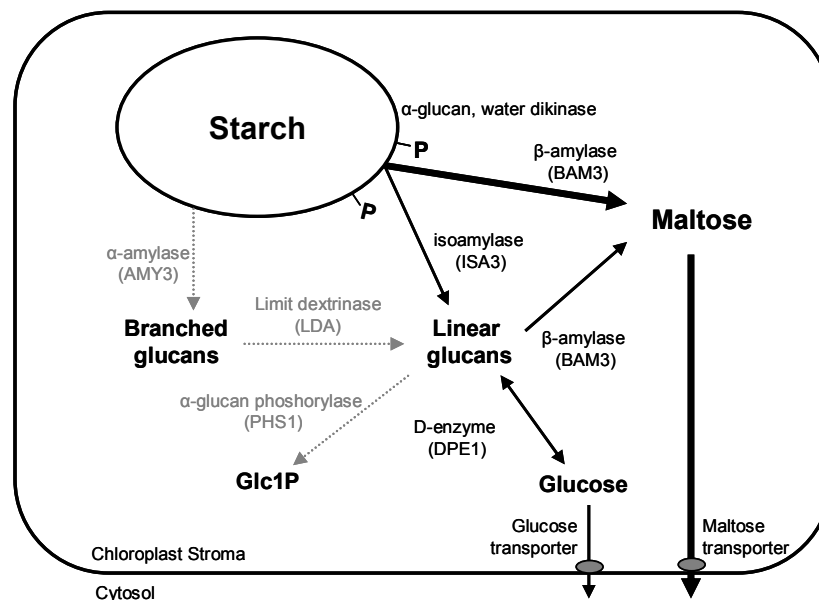 α-glucan, water dikinase
Starch
P
P
β-amylase
(BAM3)
Maltose
α-amylase
(AMY3)
isoamylase
(ISA3)
Limit dextrinase
(LDA)
Branched
glucans
Linear
glucans
β-amylase
(BAM3)
α-glucan phoshorylase
(PHS1)
D-enzyme
(DPE1)
Glc1P
Glucose
Glucose
transporter
Maltose
transporter
Chloroplast Stroma
Cytosol